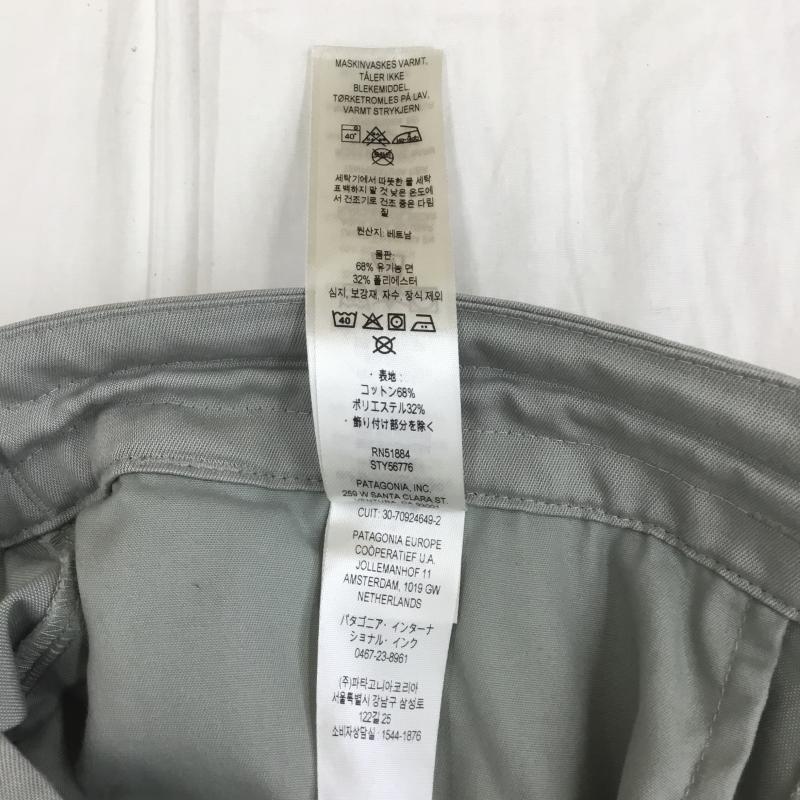 MASKINVASKES VARMT.
TÅLER IKKE
BLEKEMIDDEL.
TØRKETROMLES PÅ LAV.
VARMT STRYKJERN
40°
세탁기에서 따뜻한 물 세탁
표백하지 말 것 낮은 온도에
서 건조기로 건조 중온 다림
질
원산지: 베트남
몸판:
68% 유기농 면
32% 폴리에스터
심지, 보강재, 자수, 장식 제외
40
・表地:
コットン68%
ポリエステル32%
・飾り付け部分を除く
RN51884
STY56776
PATAGONIA, INC.
259 W SANTA CLARA ST.
VENTURA, CA 93001
CUIT: 30-70924649-2
PATAGONIA EUROPE
COÖPERATIEF U.A.
JOLLEMANHOF 11
AMSTERDAM, 1019 GW
NETHERLANDS
パタゴニア・インターナ
ショナル・インク
0467-23-8961
(주)파타고니아코리아
서울특별시 강남구 삼성로
122길 25
소비자상담실 : 1544-1876